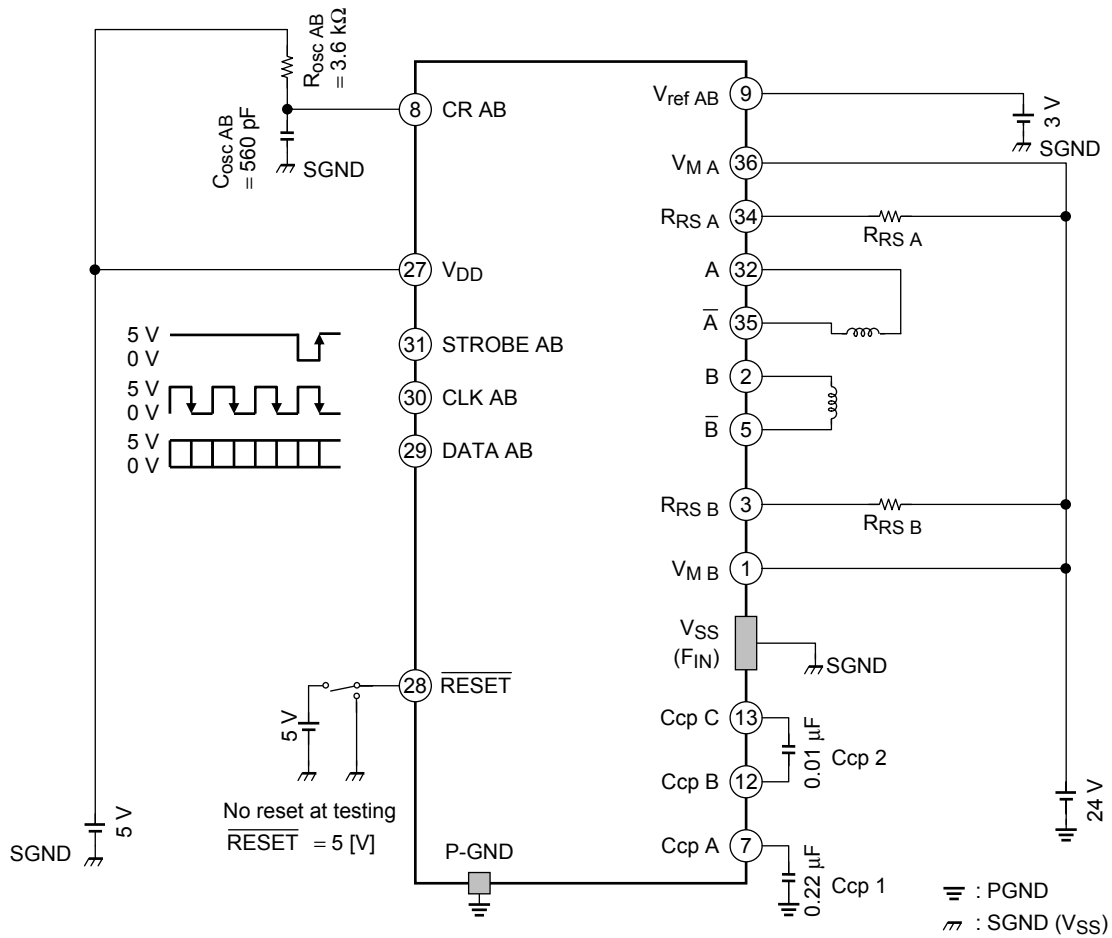 R_osc AB
= 3.6 kΩ
C_osc AB
= 560 pF
SGND
8
CR AB
27
V_DD
5 V
0 V
31
STROBE AB
5 V
0 V
30
CLK AB
5 V
0 V
29
DATA AB
28
R̅E̅S̅E̅T̅
5 V
No reset at testing
R̅E̅S̅E̅T̅ = 5 [V]
5 V
SGND
P-GND
V_ref AB
9
3 V
SGND
V_M A
36
R_RS A
34
R_RS A
A
32
A̅
35
B
2
B̅
5
R_RS B
3
R_RS B
V_M B
1
V_SS
(F_IN)
SGND
Ccp C
13
0.01 μF
Ccp 2
Ccp B
12
Ccp A
7
0.22 μF
Ccp 1
24 V
: PGND
: SGND (V_SS)